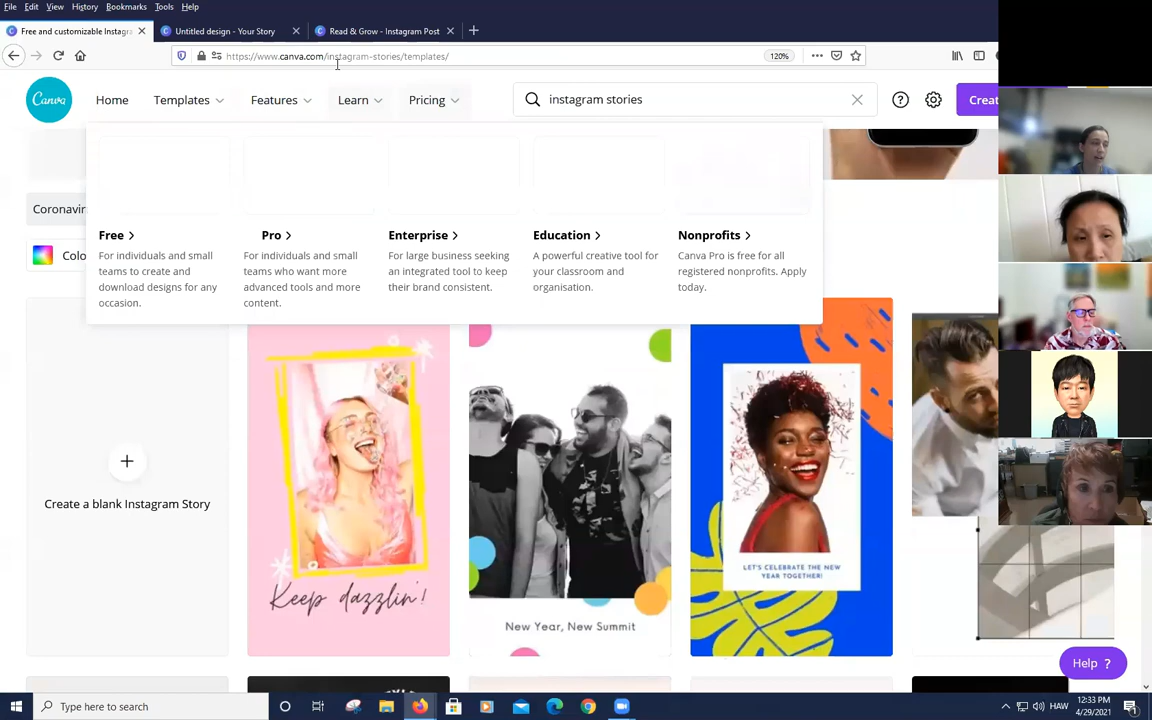 File Edit View History Bookmarks Tools Help
Free and customizable Instagra
Untitled design - Your Story
Read & Grow - Instagram Post
https://www.canva.com/instagram-stories/templates/
120%
Canva
Home
Templates
Features
Learn
Pricing
instagram stories
Creat
Coronavir
Colo
Free
For individuals and small
teams to create and
download designs for any
occasion.
Pro
For individuals and small
teams who want more
advanced tools and more
content.
Enterprise
For large business seeking
an integrated tool to keep
their brand consistent.
Education
A powerful creative tool for
your classroom and
organisation.
Nonprofits
Canva Pro is free for all
registered nonprofits. Apply
today.
Create a blank Instagram Story
Keep dazzlin'!
New Year, New Summit
LET'S CELEBRATE THE NEW
YEAR TOGETHER!
Help ?
Type here to search
HAW
12:33 PM
4/29/2021